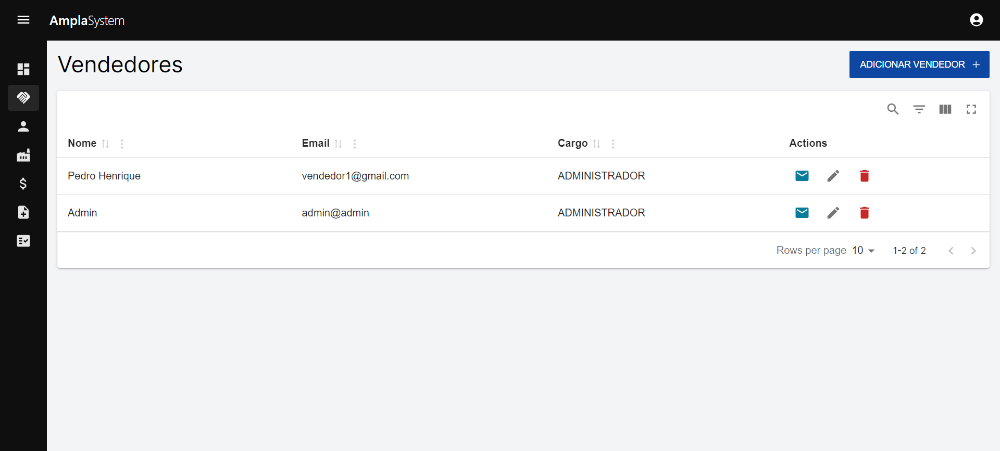 AmplaSystem
Vendedores
ADICIONAR VENDEDOR +
Nome Email Cargo Actions
Pedro Henrique vendedor1@gmail.com ADMINISTRADOR
Admin admin@admin ADMINISTRADOR
Rows per page 10 1-2 of 2